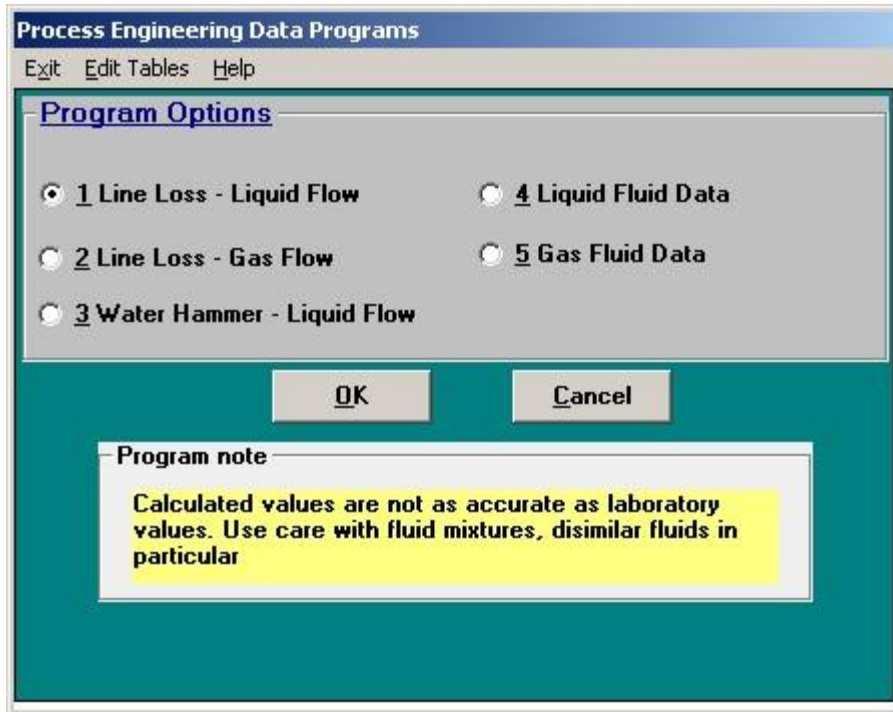 Process Engineering Data Programs
Exit Edit Tables Help
Program Options
1 Line Loss - Liquid Flow
2 Line Loss - Gas Flow
3 Water Hammer - Liquid Flow
4 Liquid Fluid Data
5 Gas Fluid Data
OK Cancel
Program note
Calculated values are not as accurate as laboratory
values. Use care with fluid mixtures, disimilar fluids in
particular